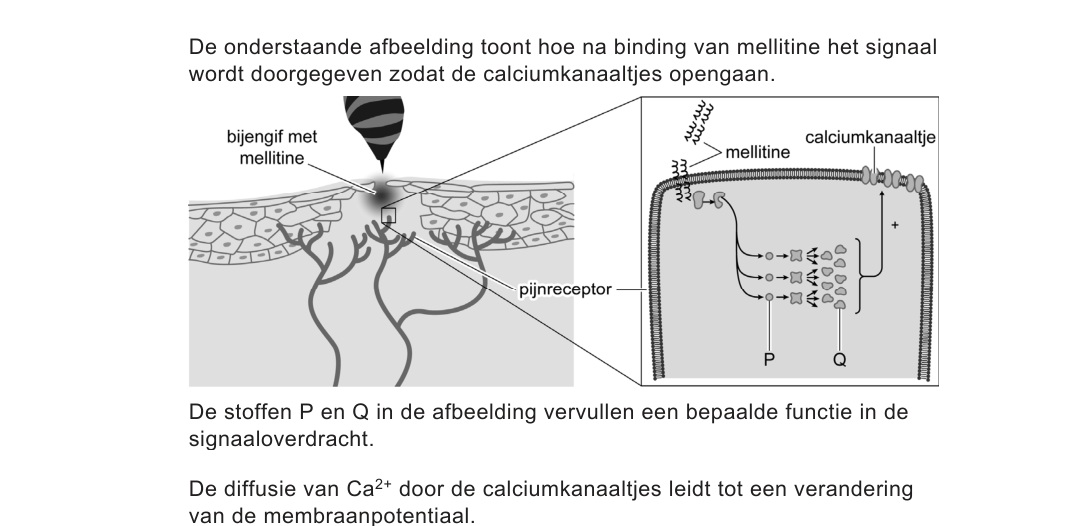 De onderstaande afbeelding toont hoe na binding van mellitine het signaal
wordt doorgegeven zodat de calciumkanaaltjes opengaan.
bijengif met
mellitine
mellitine
calciumkanaaltje
+
pijnreceptor
P
Q
De stoffen P en Q in de afbeelding vervullen een bepaalde functie in de
signaaloverdracht.
De diffusie van Ca²⁺ door de calciumkanaaltjes leidt tot een verandering
van de membraanpotentiaal.